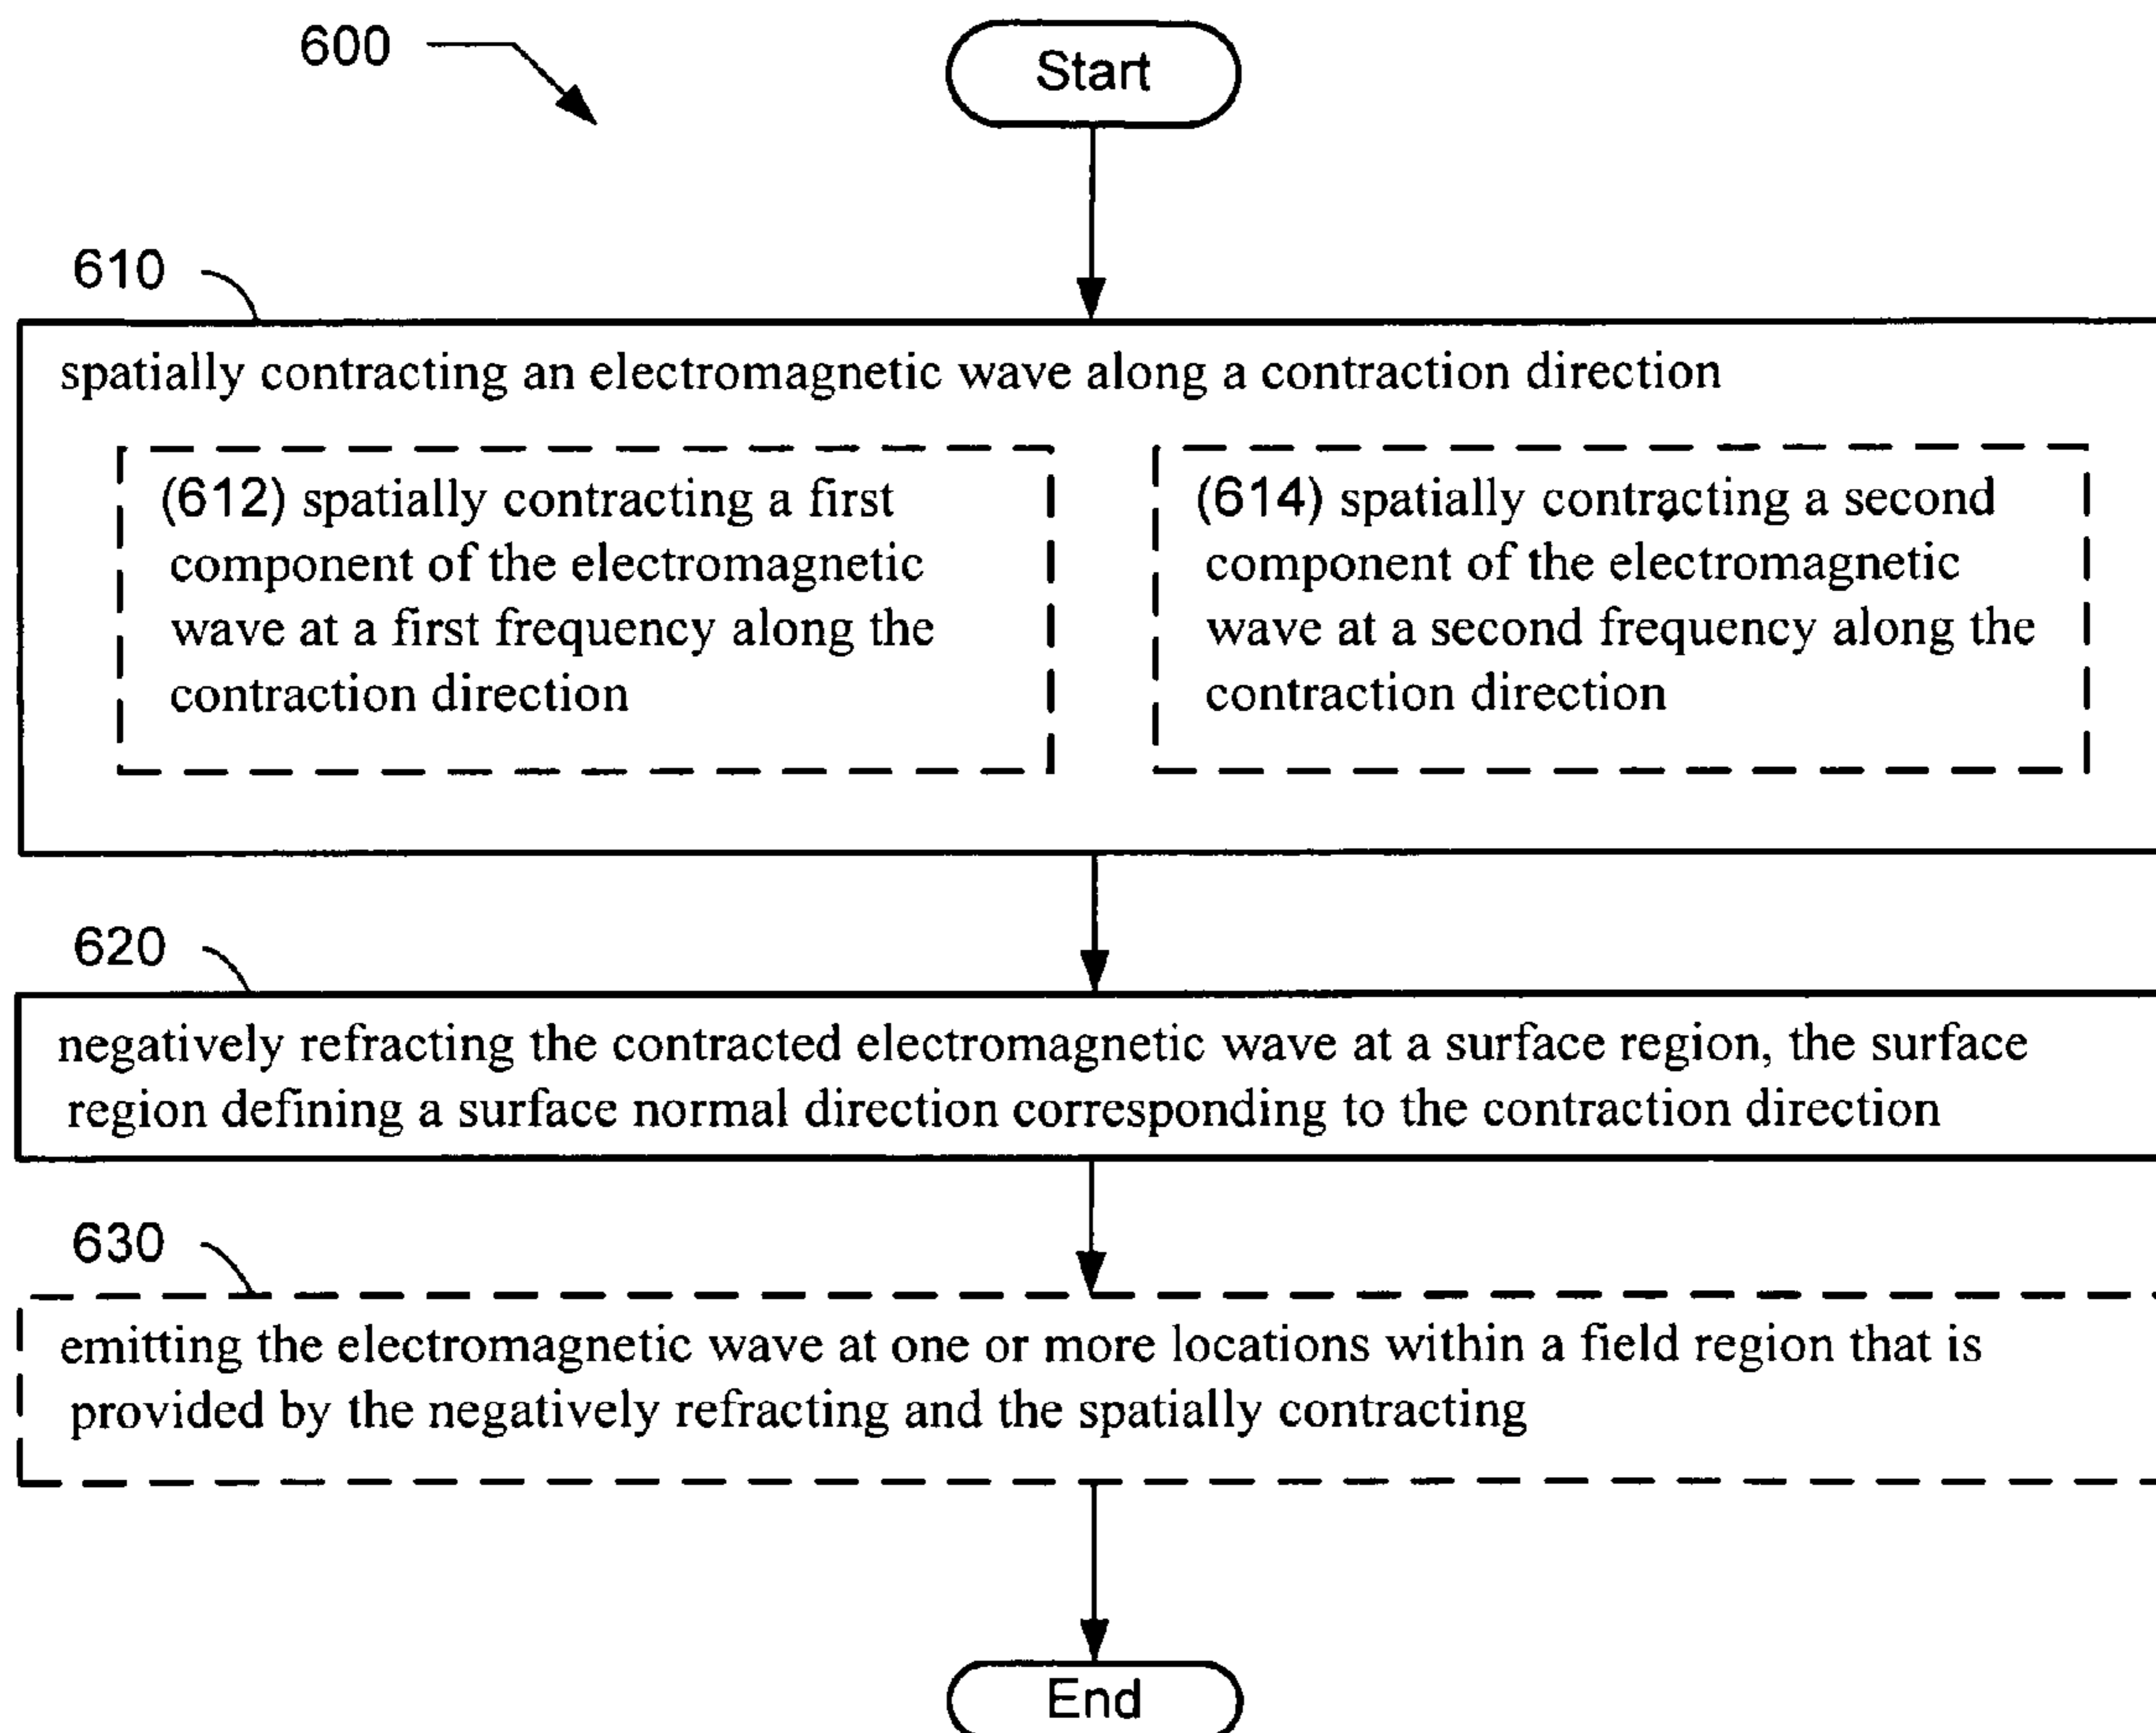 600
Start
610
spatially contracting an electromagnetic wave along a contraction direction
(612) spatially contracting a first
component of the electromagnetic
wave at a first frequency along the
contraction direction
(614) spatially contracting a second
component of the electromagnetic
wave at a second frequency along the
contraction direction
620
negatively refracting the contracted electromagnetic wave at a surface region, the surface
region defining a surface normal direction corresponding to the contraction direction
630
emitting the electromagnetic wave at one or more locations within a field region that is
provided by the negatively refracting and the spatially contracting
End